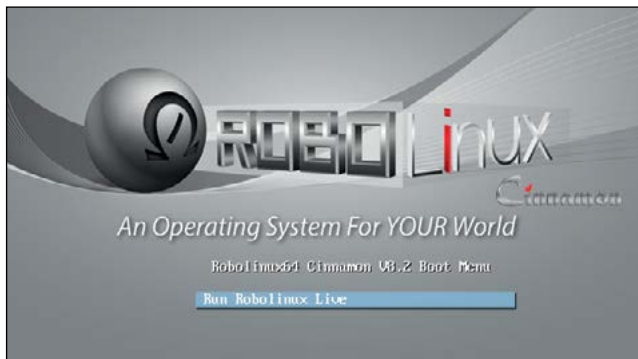 ROBOLinux
Cinnamon
An Operating System For YOUR World
Robolinux64 Cinnamon V8.2 Boot Menu
Run Robolinux Live